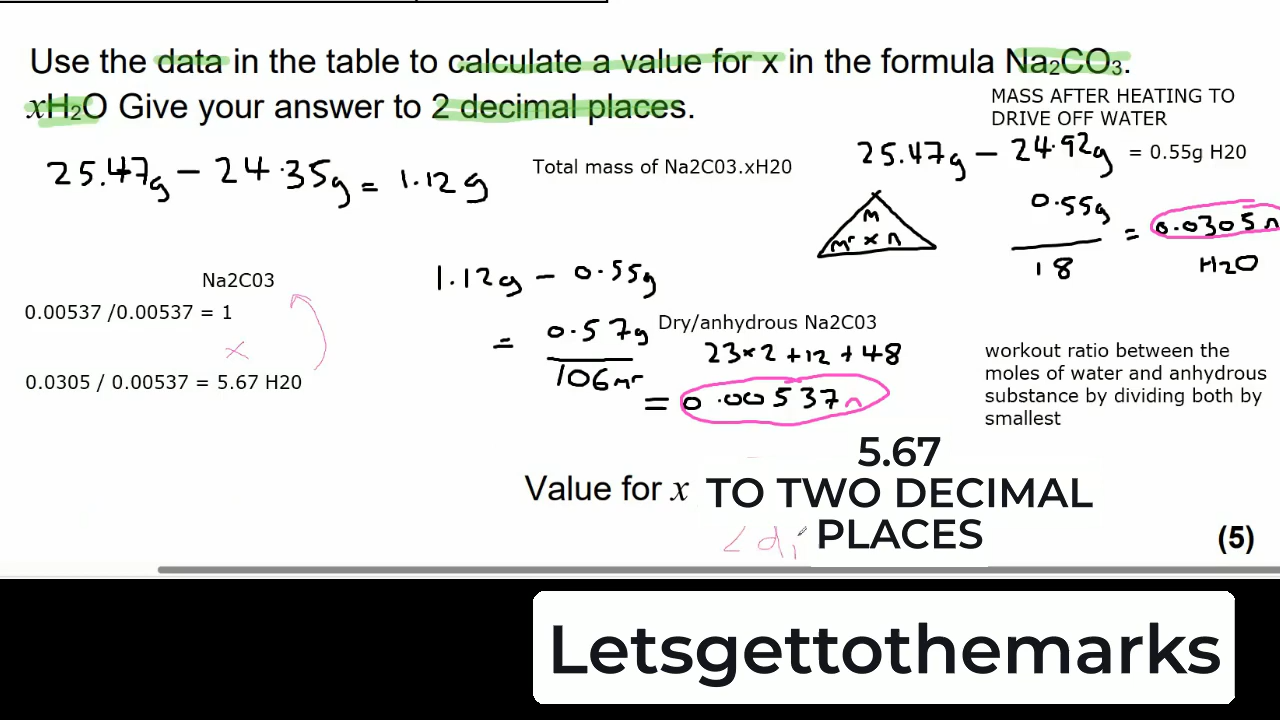 Use the data in the table to calculate a value for x in the formula Na₂CO₃.
xH₂O Give your answer to 2 decimal places.
MASS AFTER HEATING TO
DRIVE OFF WATER
25.47g - 24.35g = 1.12g
Total mass of Na2C03.xH20
25.47g - 24.92g = 0.55g H20
m
mr x n
0.55g
18
= 0.0305n
H2O
1.12g - 0.55g
= 0.57g
106mr
Dry/anhydrous Na2C03
23x2 +12 +48
= 0.00537n
Na2C03
0.00537 /0.00537 = 1
x
0.0305 / 0.00537 = 5.67 H20
workout ratio between the
moles of water and anhydrous
substance by dividing both by
smallest
Value for x
5.67
TO TWO DECIMAL
PLACES
(5)
Letsgettothemarks